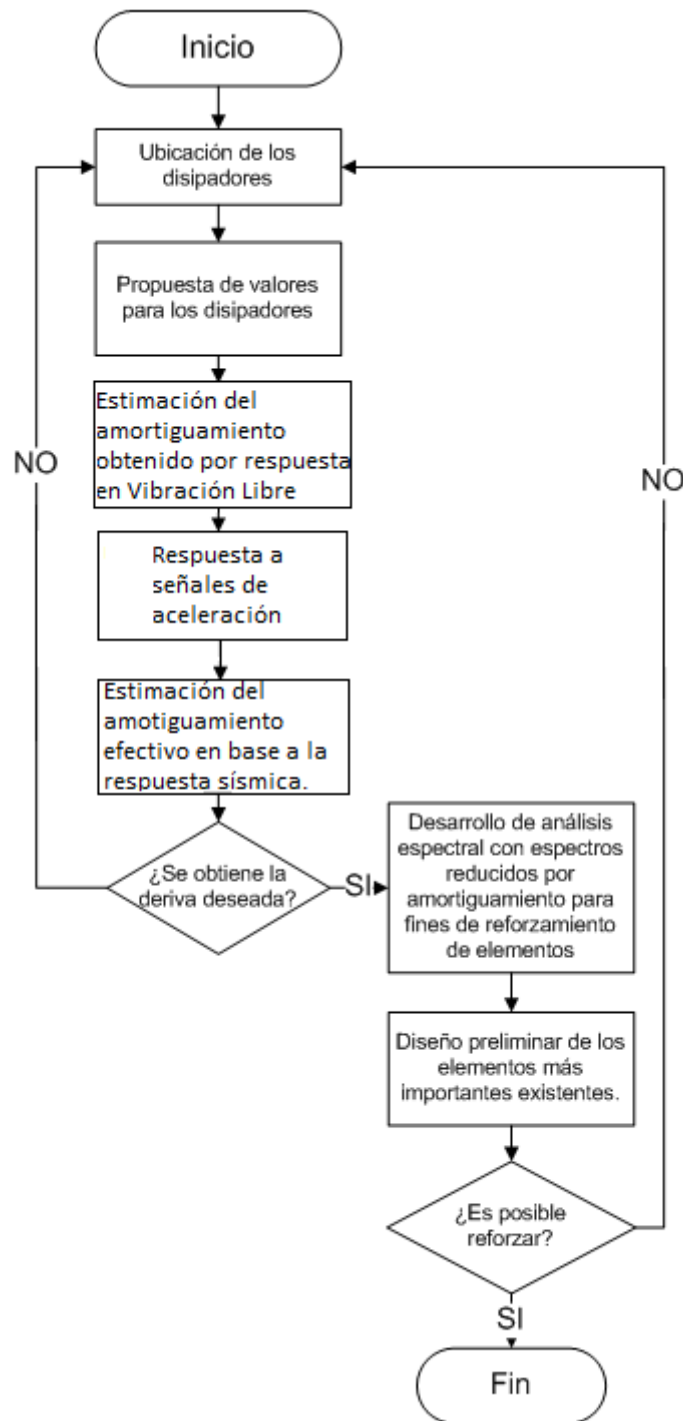 Inicio
Ubicación de los
disipadores
Propuesta de valores
para los disipadores
Estimación del
amortiguamiento
obtenido por respuesta
en Vibración Libre
NO
NO
Respuesta a
señales de
aceleración
Estimación del
amotiguamiento
efectivo en base a la
respuesta sísmica.
¿Se obtiene la
deriva deseada?
SI
Desarrollo de análisis
espectral con espectros
reducidos por
amortiguamiento para
fines de reforzamiento
de elementos
Diseño preliminar de los
elementos más
importantes existentes.
¿Es posible
reforzar?
SI
Fin